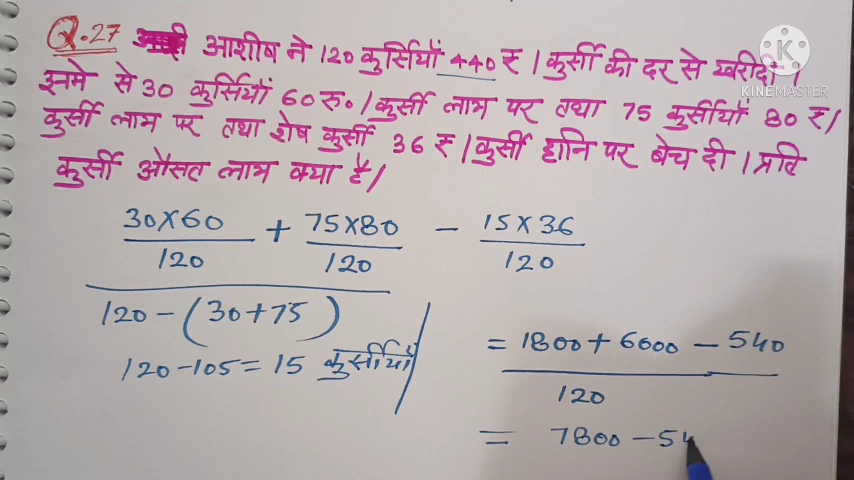 Q.27 आशीष ने 120 कुर्सियाँ 440 ₹ / कुर्सी की दर से खरीदी।
इनमे से 30 कुर्सियाँ 60 रु० / कुर्सी लाभ पर तथा 75 कुर्सीयाँ 80 ₹ /
कुर्सी लाभ पर तथा शेष कुर्सी 36 ₹ / कुर्सी हानि पर बेच दी । प्रति
कुर्सी औसत लाभ क्या है /
30×60/120 + 75×80/120 - 15×36/120
120-(30+75)
120-105=15 कुर्सीयाँ
= 1800+6000-540
120
= 7800-54
K
KINEMASTER